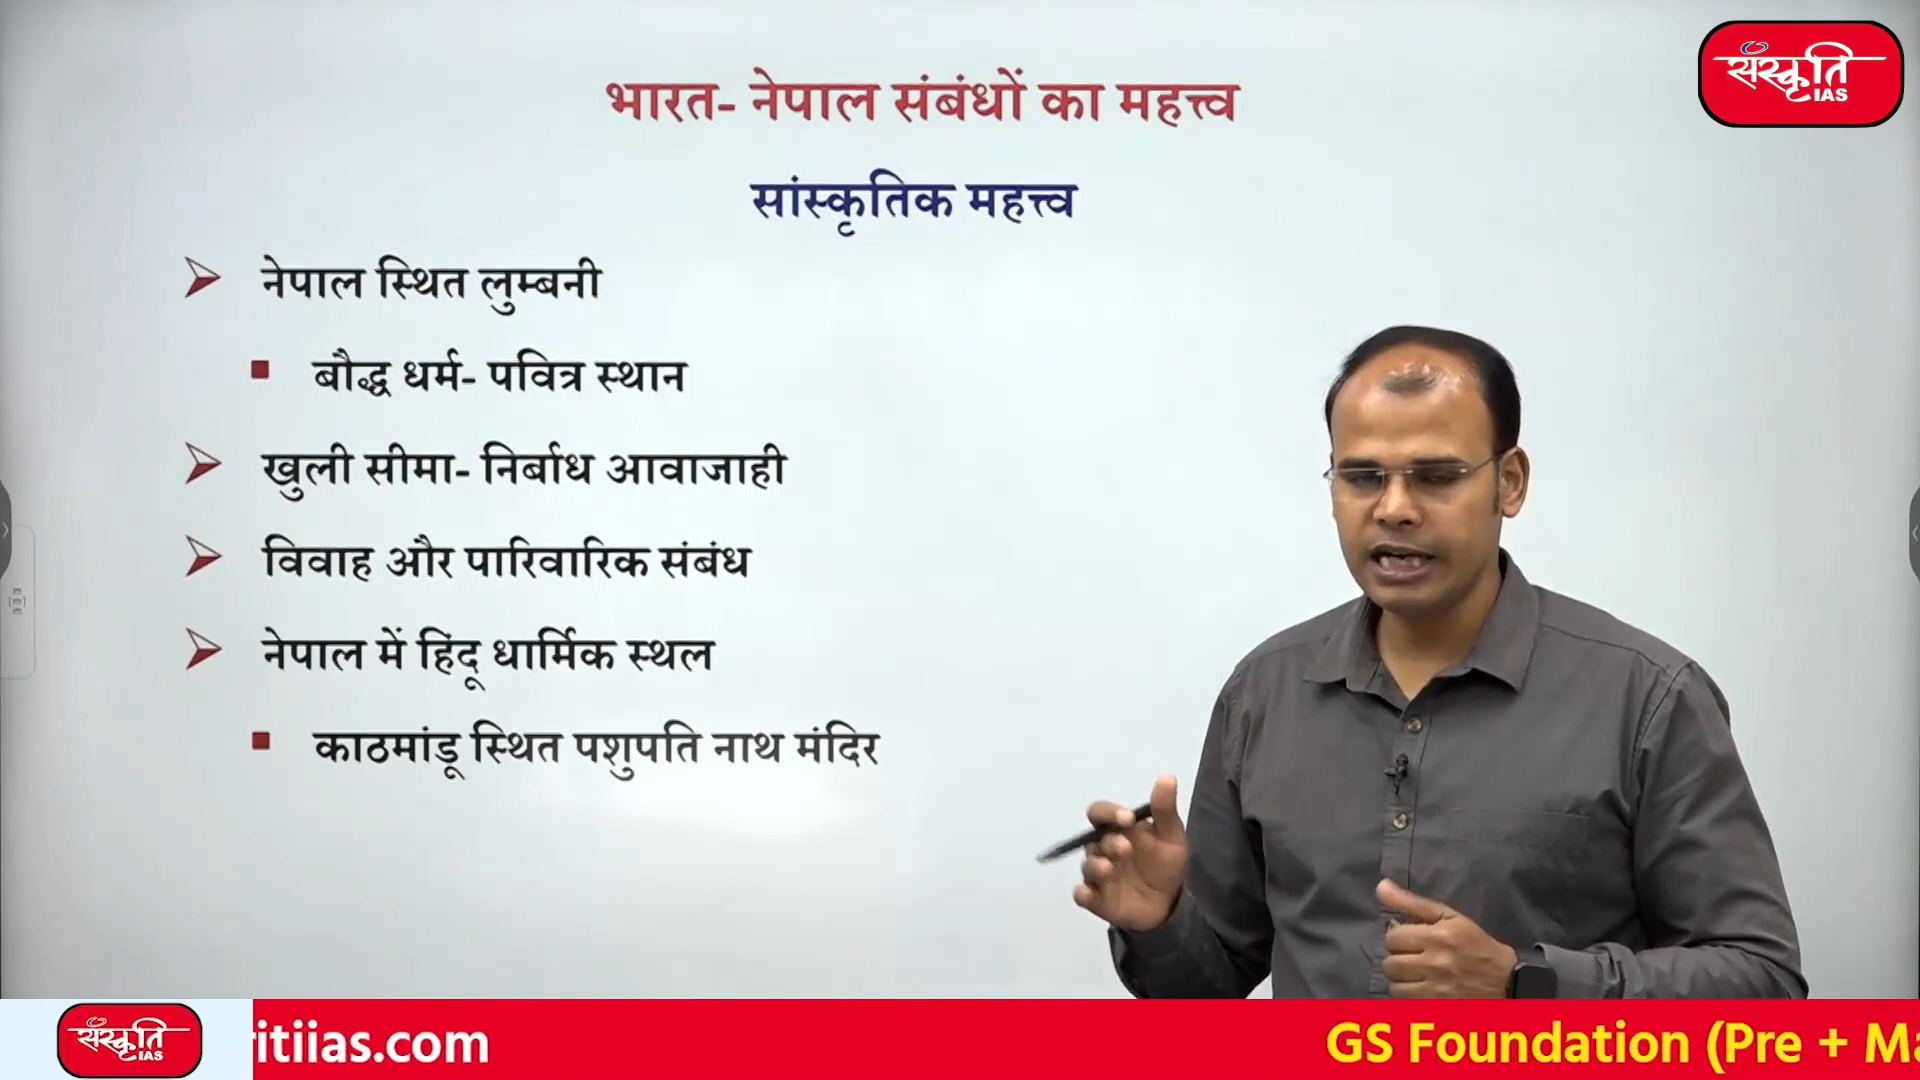 संस्कृति
IAS
भारत- नेपाल संबंधों का महत्त्व
सांस्कृतिक महत्त्व
नेपाल स्थित लुम्बनी
बौद्ध धर्म- पवित्र स्थान
खुली सीमा- निर्बाध आवाजाही
विवाह और पारिवारिक संबंध
नेपाल में हिंदू धार्मिक स्थल
काठमांडू स्थित पशुपति नाथ मंदिर
संस्कृति
IAS
ritiias.com
GS Foundation (Pre + Ma